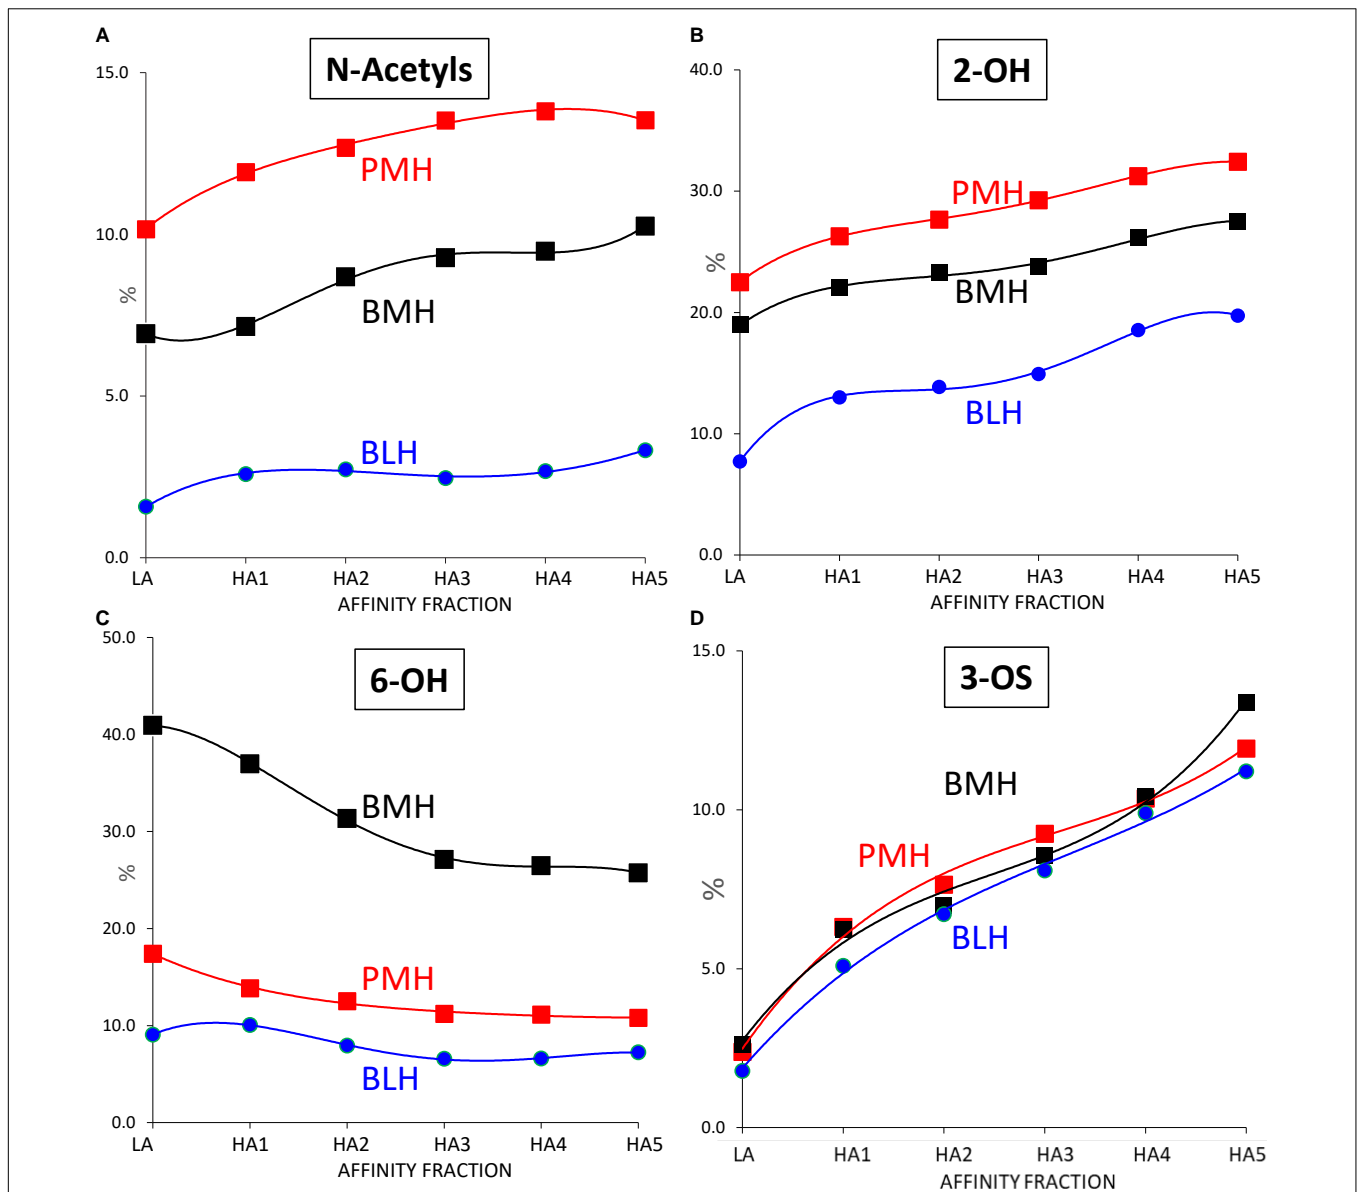 A
N-Acetyls
15.0
10.0
5.0
0.0
%
PMH
BMH
BLH
LA HA1 HA2 HA3 HA4 HA5
AFFINITY FRACTION
B
2-OH
40.0
30.0
20.0
10.0
0.0
%
PMH
BMH
BLH
LA HA1 HA2 HA3 HA4 HA5
AFFINITY FRACTION
C
6-OH
50.0
40.0
30.0
20.0
10.0
0.0
%
BMH
PMH
BLH
LA HA1 HA2 HA3 HA4 HA5
AFFINITY FRACTION
D
3-OS
15.0
10.0
5.0
0.0
%
BMH
PMH
BLH
LA HA1 HA2 HA3 HA4 HA5
AFFINITY FRACTION